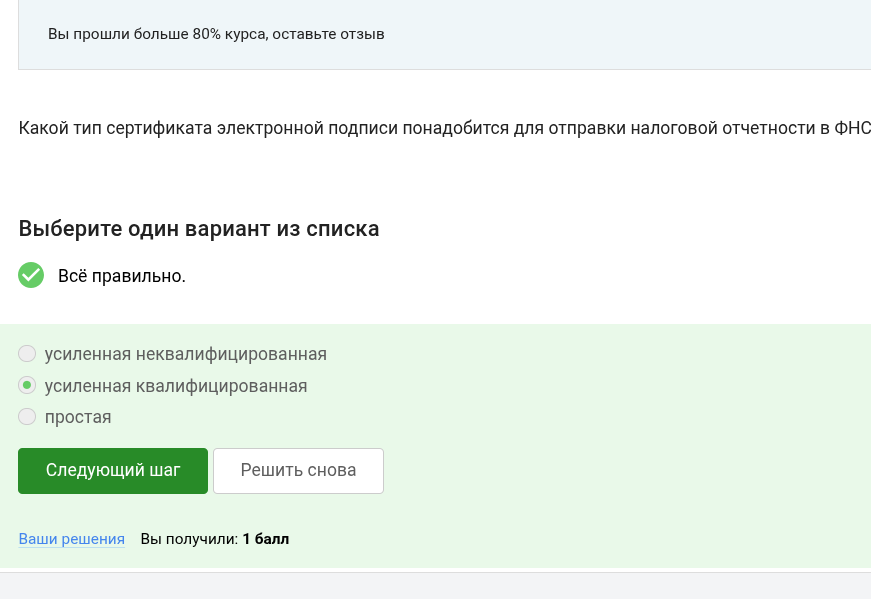 Вы прошли больше 80% курса, оставьте отзыв
Какой тип сертификата электронной подписи понадобится для отправки налоговой отчетности в ФНС
Выберите один вариант из списка
Всё правильно.
усиленная неквалифицированная
усиленная квалифицированная
простая
Следующий шаг Решить снова
Ваши решения Вы получили: 1 балл